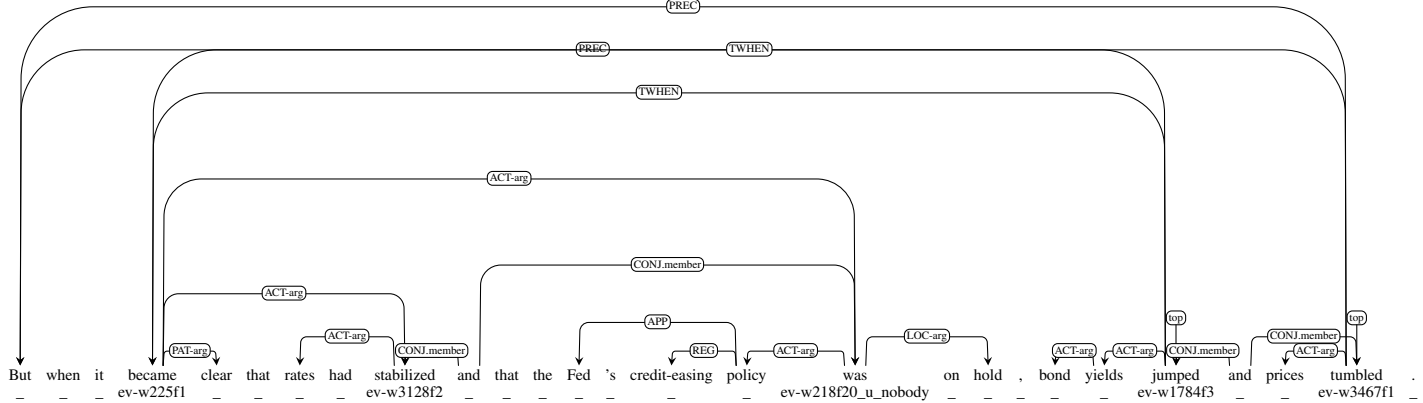 PREC
PREC TWHEN
TWHEN
ACT-arg
CONJ.member
ACT-arg
top top
APP
ACT-arg LOC-arg CONJ.member
PAT-arg CONJ.member REG ACT-arg ACT-arg ACT-arg CONJ.member ACT-arg
But when it became clear that rates had stabilized and that the Fed 's credit-easing policy was on hold , bond yields jumped and prices tumbled .
_ _ _ ev-w225f1 _ _ _ _ ev-w3128f2 _ _ _ _ _ _ _ ev-w218f20_u_nobody _ _ _ _ _ ev-w1784f3 _ _ ev-w3467f1 _